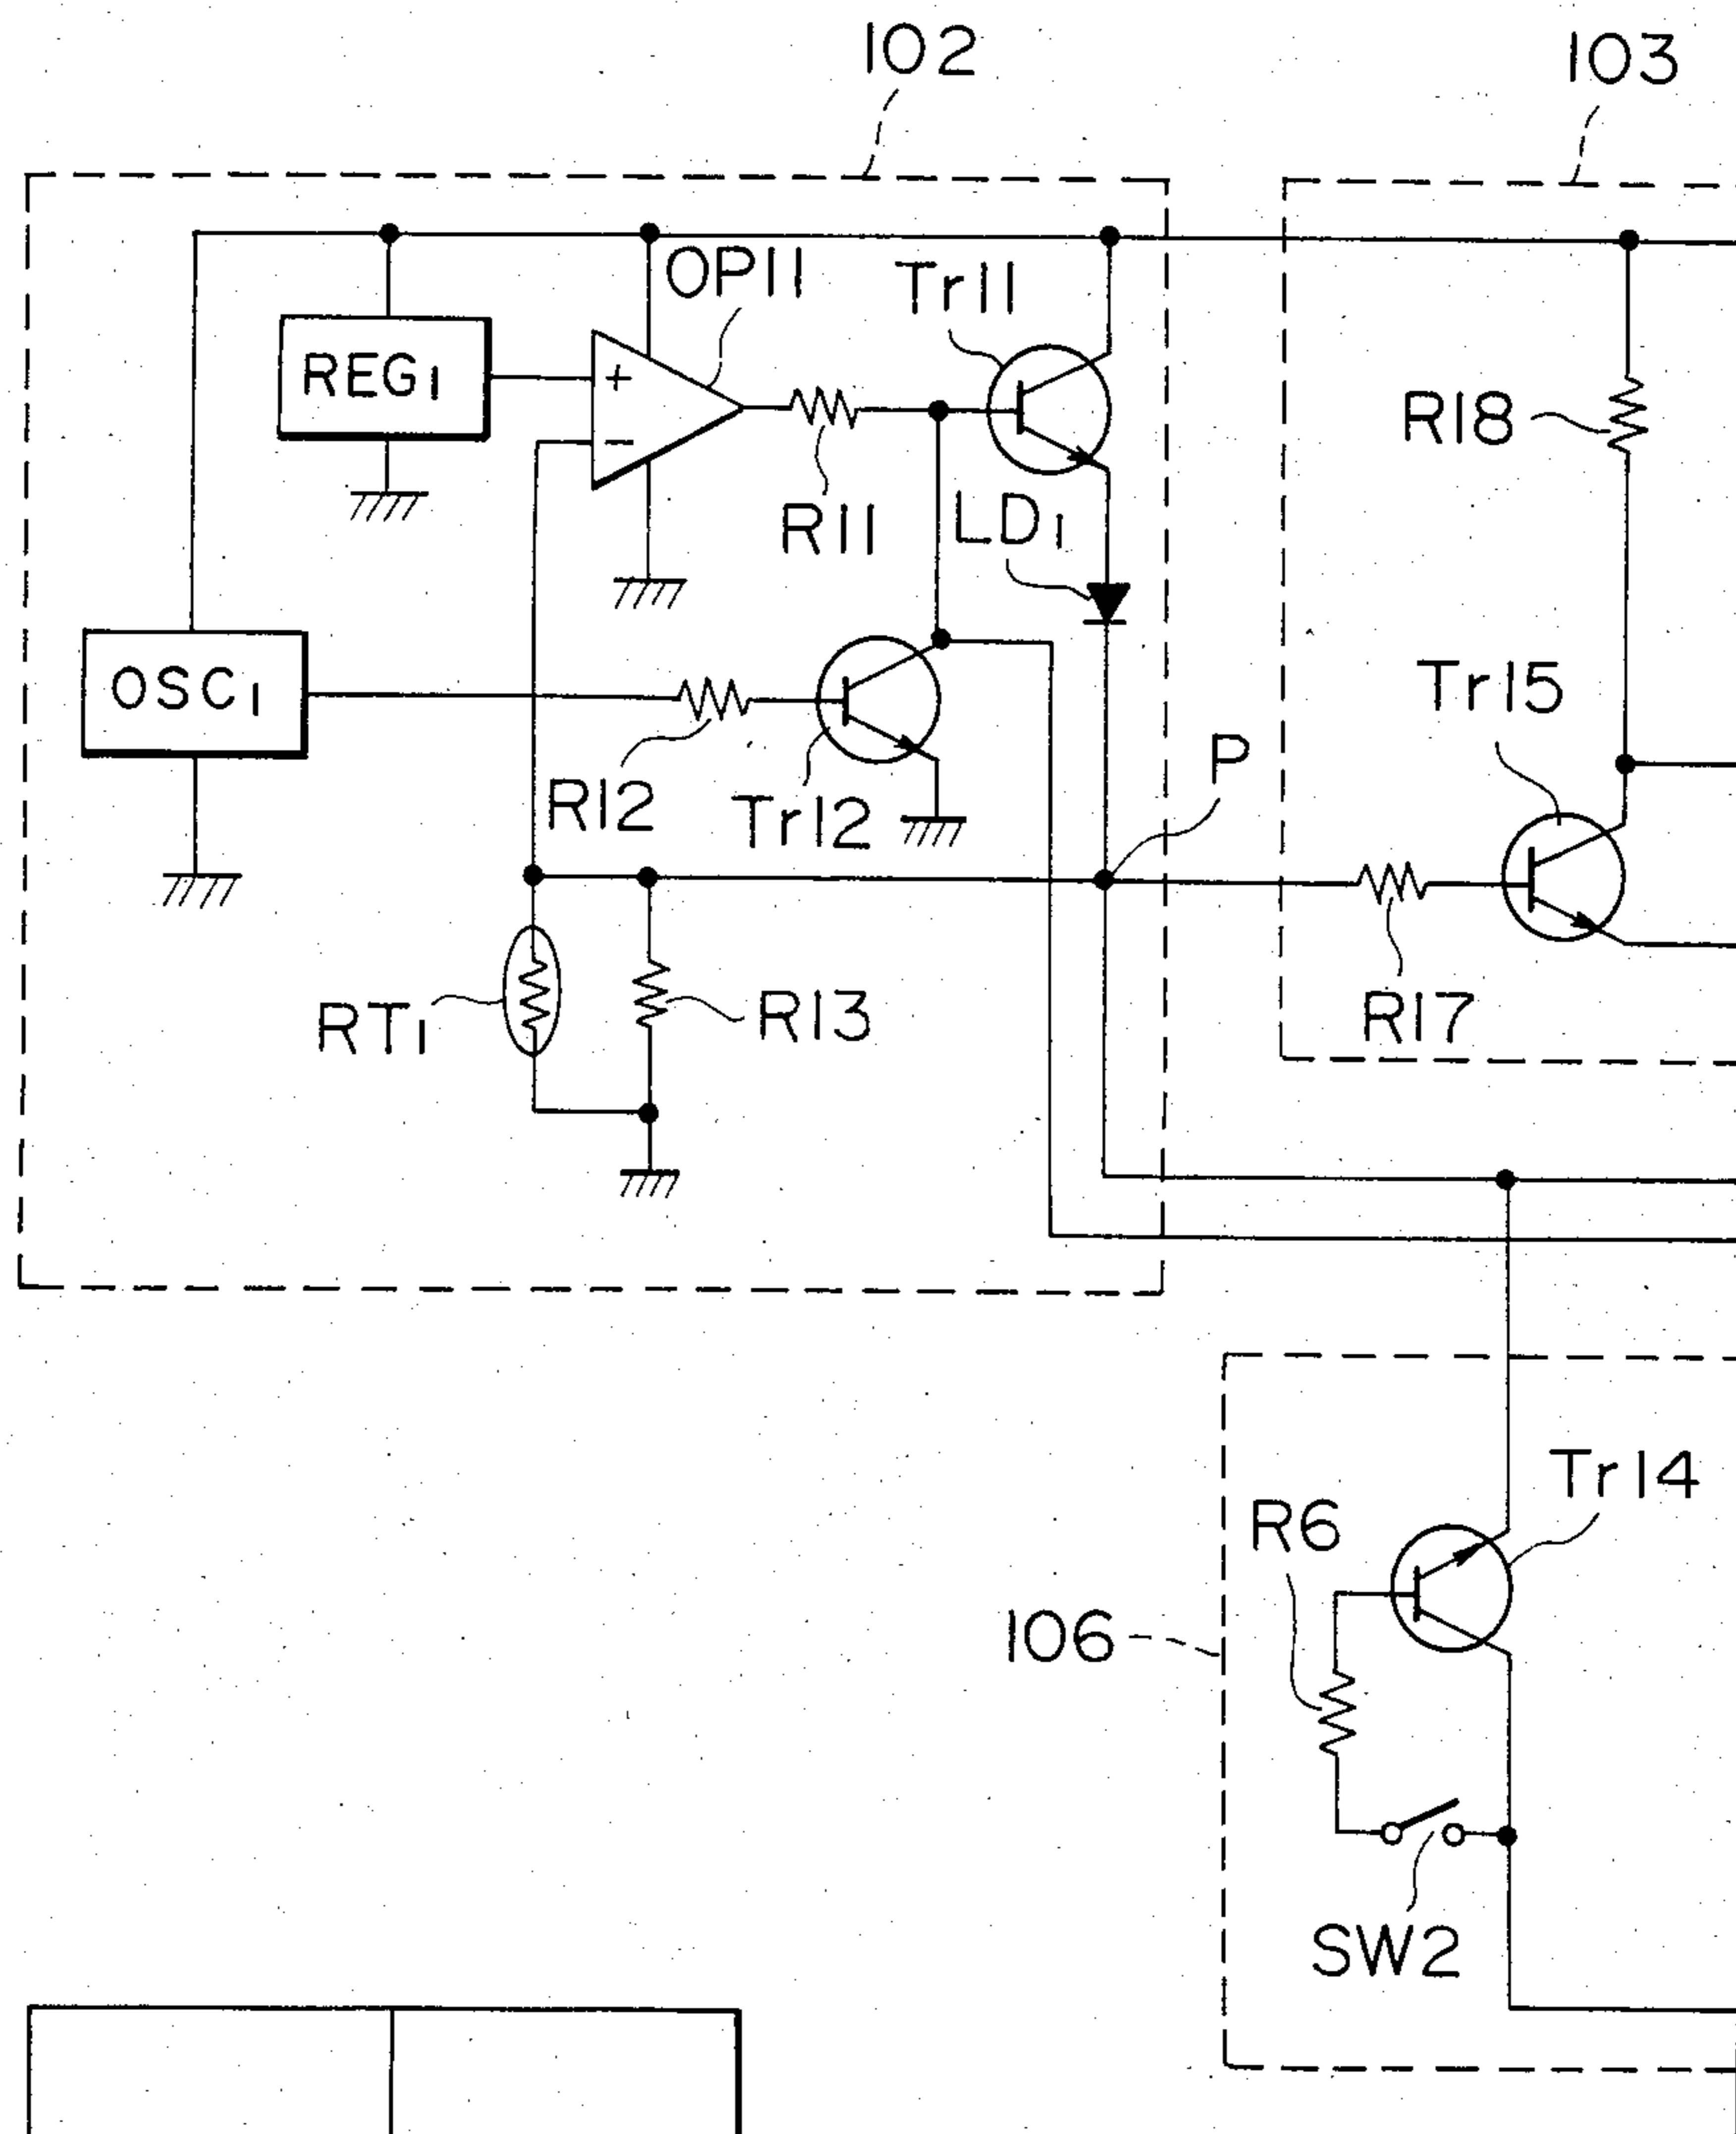 102
103
OP11
Tr11
REG1
+
−
R18
R11
LD1
OSC1
Tr15
P
R12
Tr12
RT1
R13
R17
Tr14
R6
106
SW2